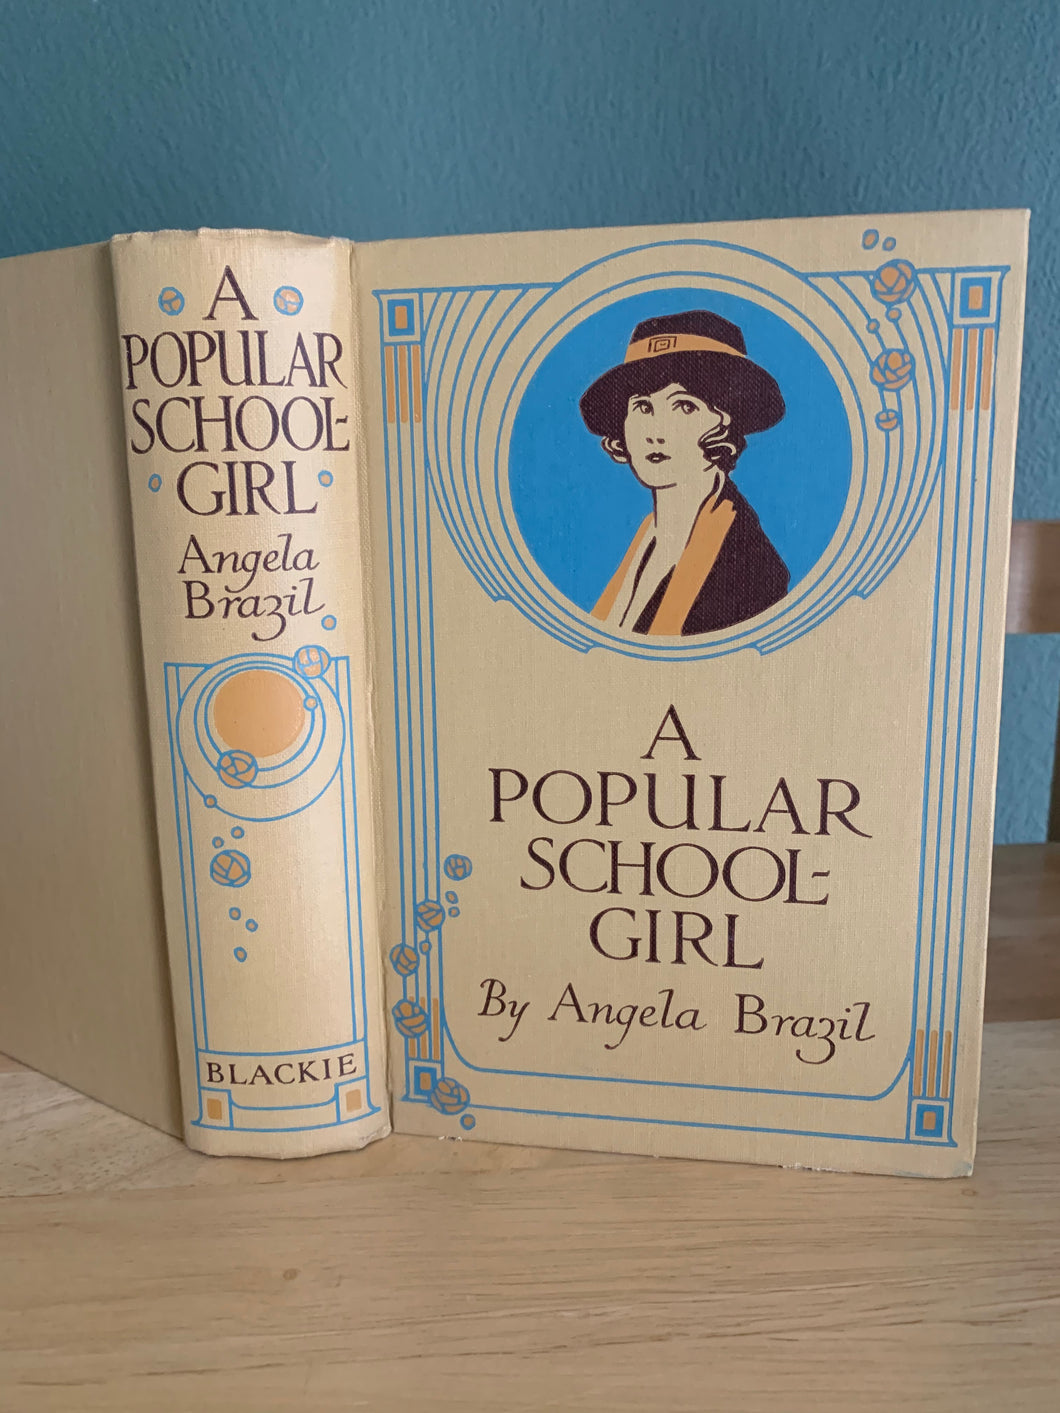 A
POPULAR
SCHOOL-
GIRL
Angela
Brazil
BLACKIE
A
POPULAR
SCHOOL-
GIRL
By Angela Brazil